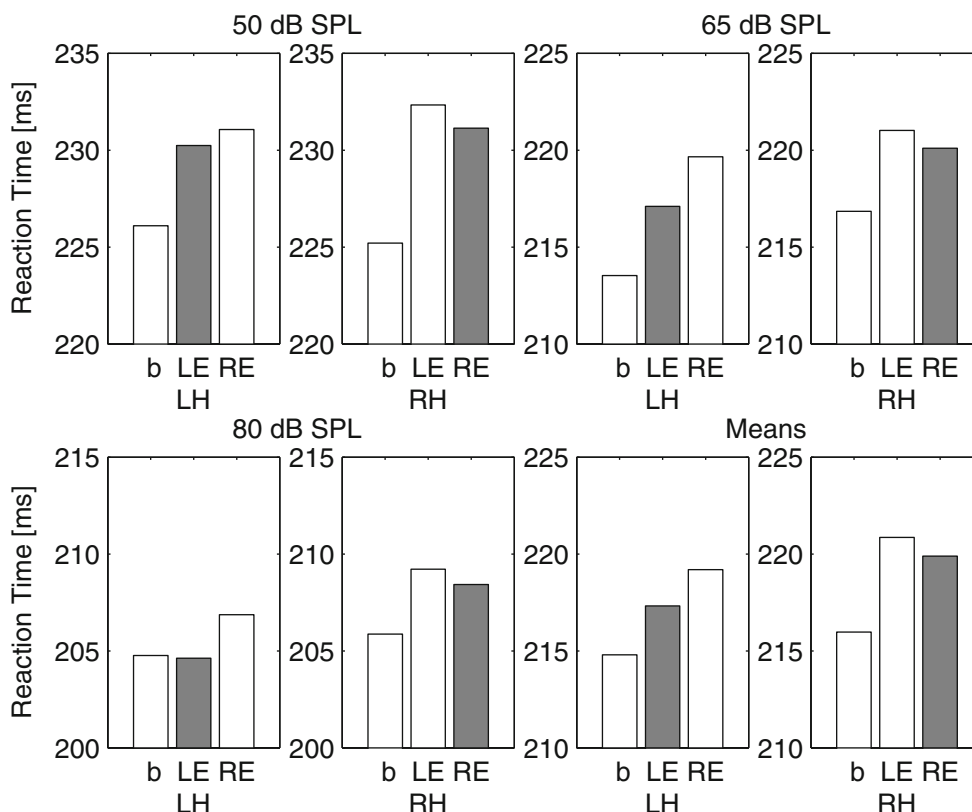 50 dB SPL
65 dB SPL
Reaction Time [ms]
235
230
225
220
b LE RE
LH
235
230
225
220
b LE RE
RH
225
220
215
210
b LE RE
LH
225
220
215
210
b LE RE
RH
80 dB SPL
Means
Reaction Time [ms]
215
210
205
200
b LE RE
LH
215
210
205
200
b LE RE
RH
225
220
215
210
b LE RE
LH
225
220
215
210
b LE RE
RH